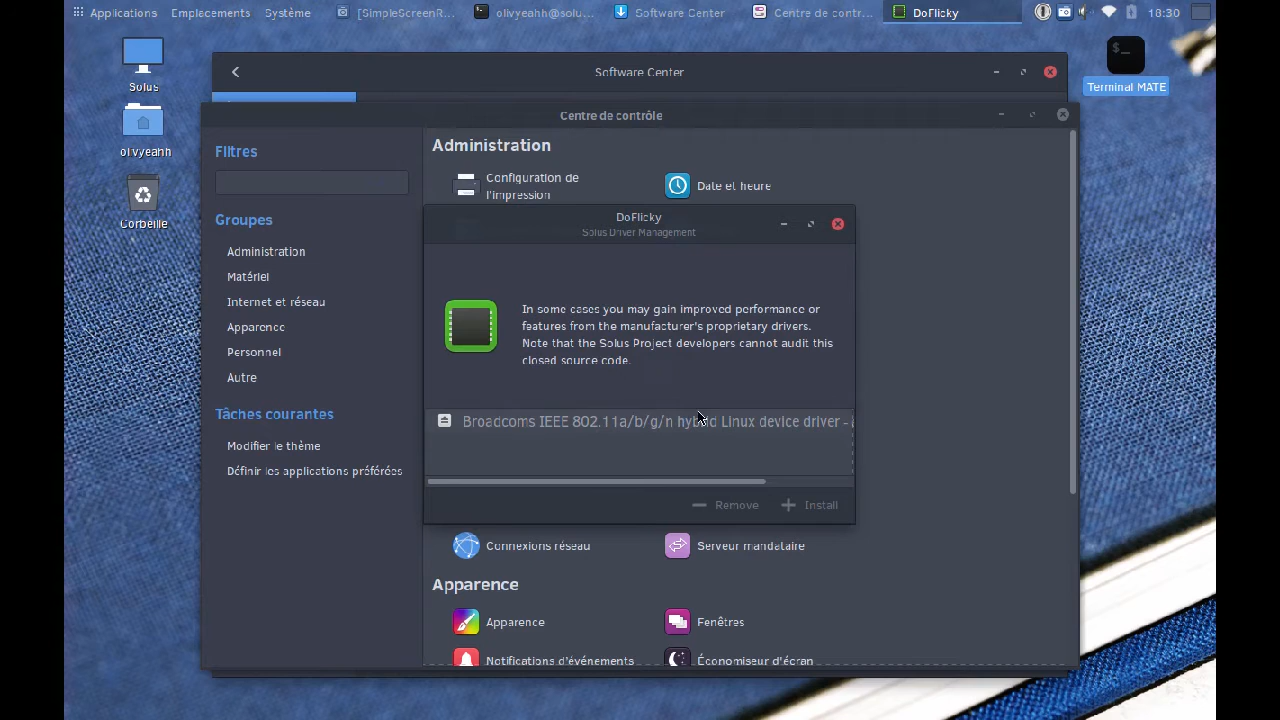 Applications Emplacements Système [SimpleScreenR... olivyeahh@solu... Software Center Centre de contr... DoFlicky 18:30
Solus
olivyeahh
Corbeille
$_
Terminal MATE
Software Center
Centre de contrôle
Filtres
Groupes
Administration
Matériel
Internet et réseau
Apparence
Personnel
Autre
Tâches courantes
Modifier le thème
Définir les applications préférées
Administration
Configuration de
l'impression
Date et heure
DoFlicky
Solus Driver Management
In some cases you may gain improved performance or
features from the manufacturer's proprietary drivers.
Note that the Solus Project developers cannot audit this
closed source code.
Broadcoms IEEE 802.11a/b/g/n hybrid Linux device driver -
Remove Install
Connexions réseau
Serveur mandataire
Apparence
Apparence
Fenêtres
Notifications d'événements
Économiseur d'écran